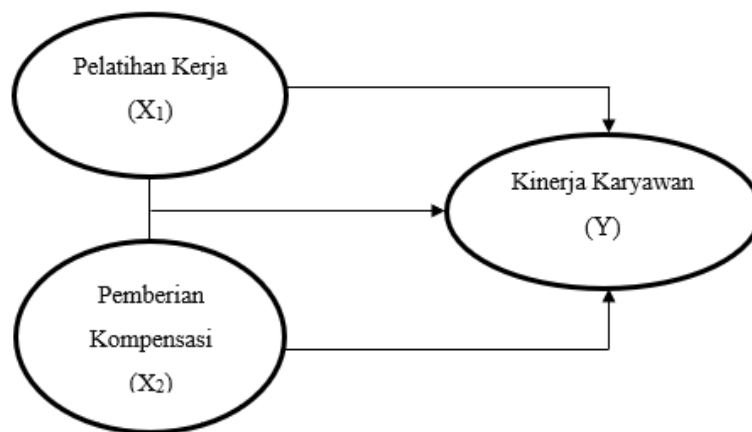 Pelatihan Kerja
(X₁)
Kinerja Karyawan
(Y)
Pemberian
Kompensasi
(X₂)